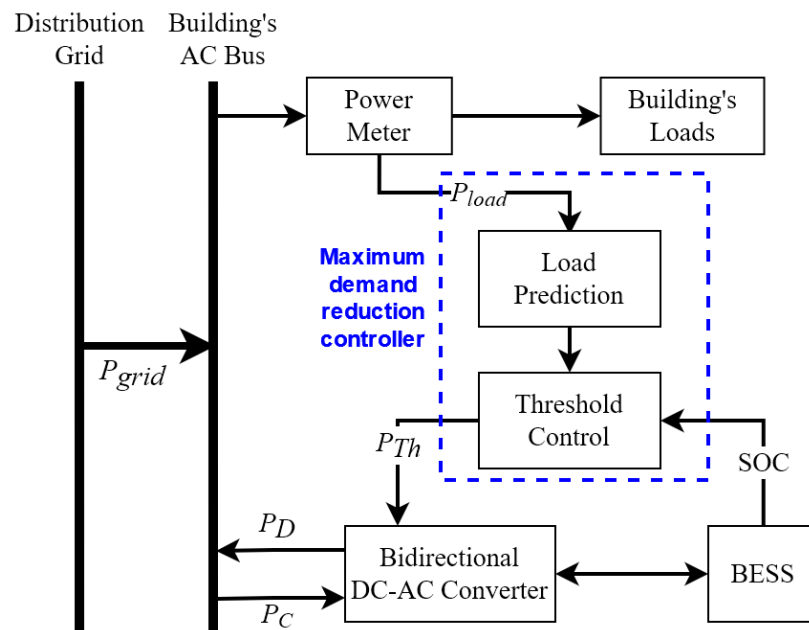 Distribution
Grid
Building's
AC Bus
Power
Meter
Building's
Loads
Pload
Maximum
demand
reduction
controller
Load
Prediction
Pgrid
Threshold
Control
PTh
SOC
PD
Bidirectional
DC-AC Converter
BESS
PC